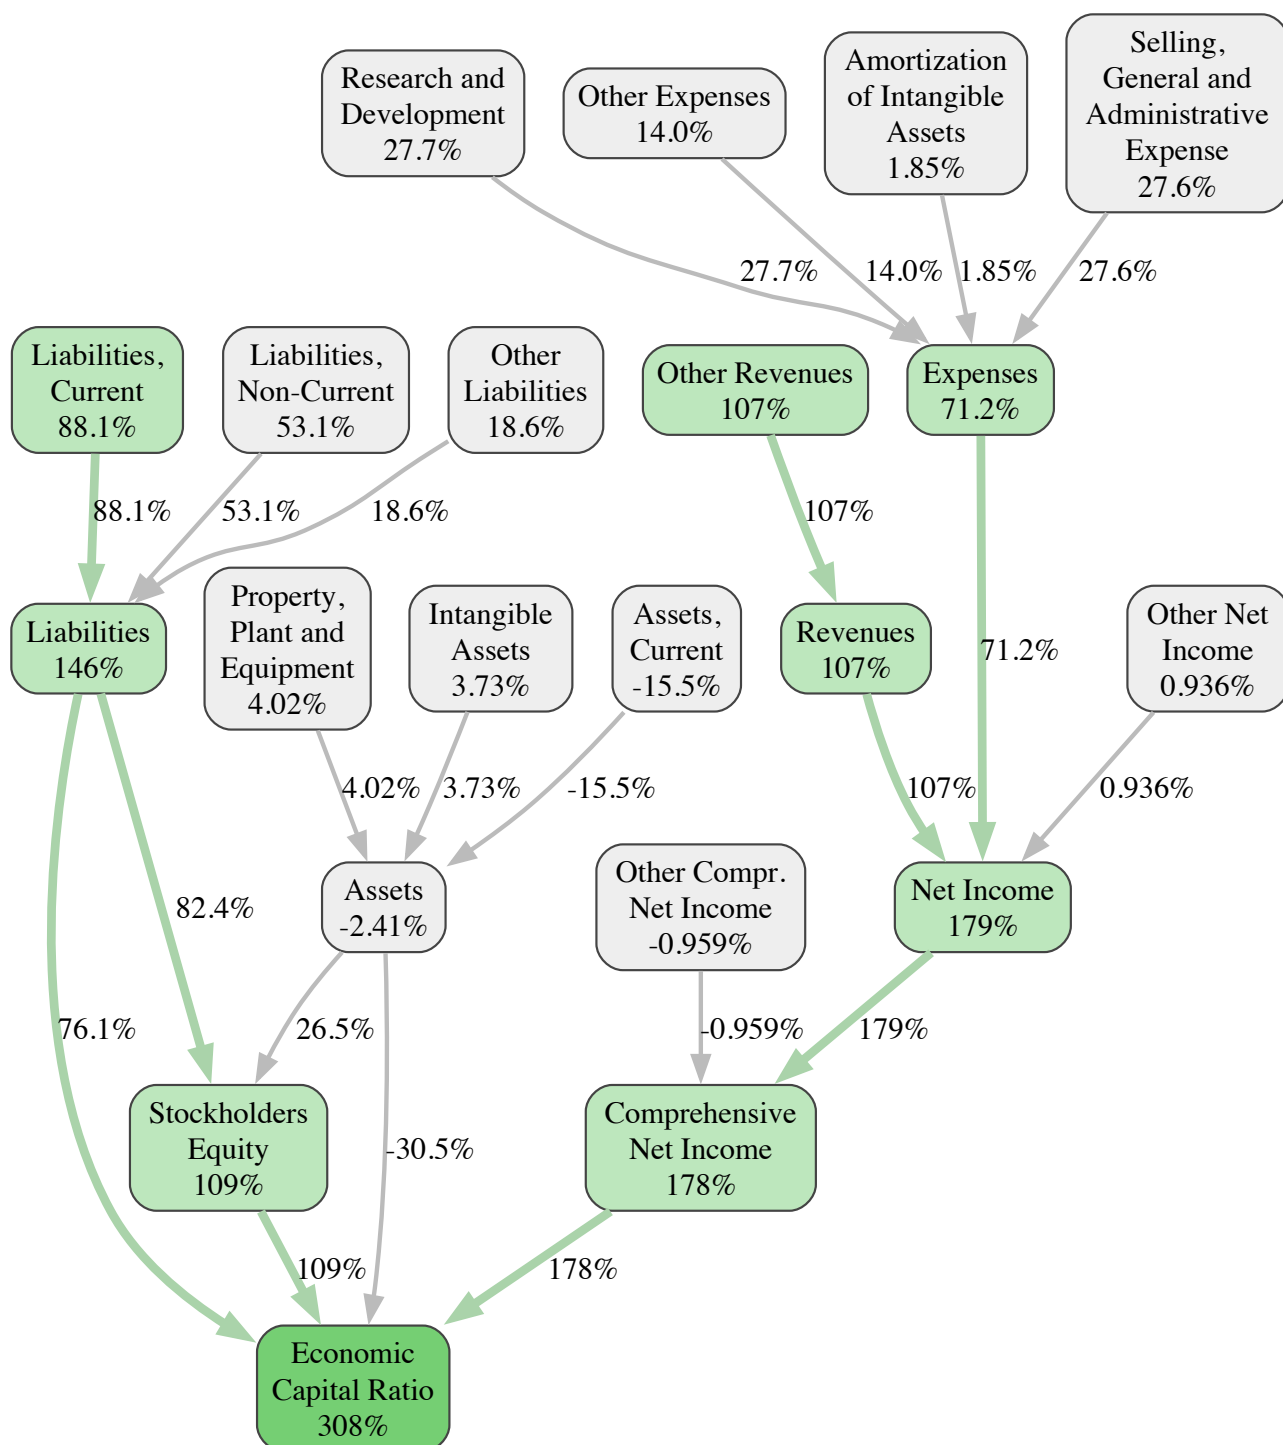 Research and
Development
27.7%
Other Expenses
14.0%
Amortization
of Intangible
Assets
1.85%
Selling,
General and
Administrative
Expense
27.6%
27.7%
14.0%
1.85%
27.6%
Liabilities,
Current
88.1%
Liabilities,
Non-Current
53.1%
Other
Liabilities
18.6%
Other Revenues
107%
Expenses
71.2%
88.1%
53.1%
18.6%
107%
Liabilities
146%
Property,
Plant and
Equipment
4.02%
Intangible
Assets
3.73%
Assets,
Current
-15.5%
Revenues
107%
71.2%
Other Net
Income
0.936%
4.02%
3.73%
-15.5%
107%
0.936%
82.4%
Assets
-2.41%
Other Compr.
Net Income
-0.959%
Net Income
179%
76.1%
26.5%
-0.959%
179%
Stockholders
Equity
109%
-30.5%
Comprehensive
Net Income
178%
109%
178%
Economic
Capital Ratio
308%